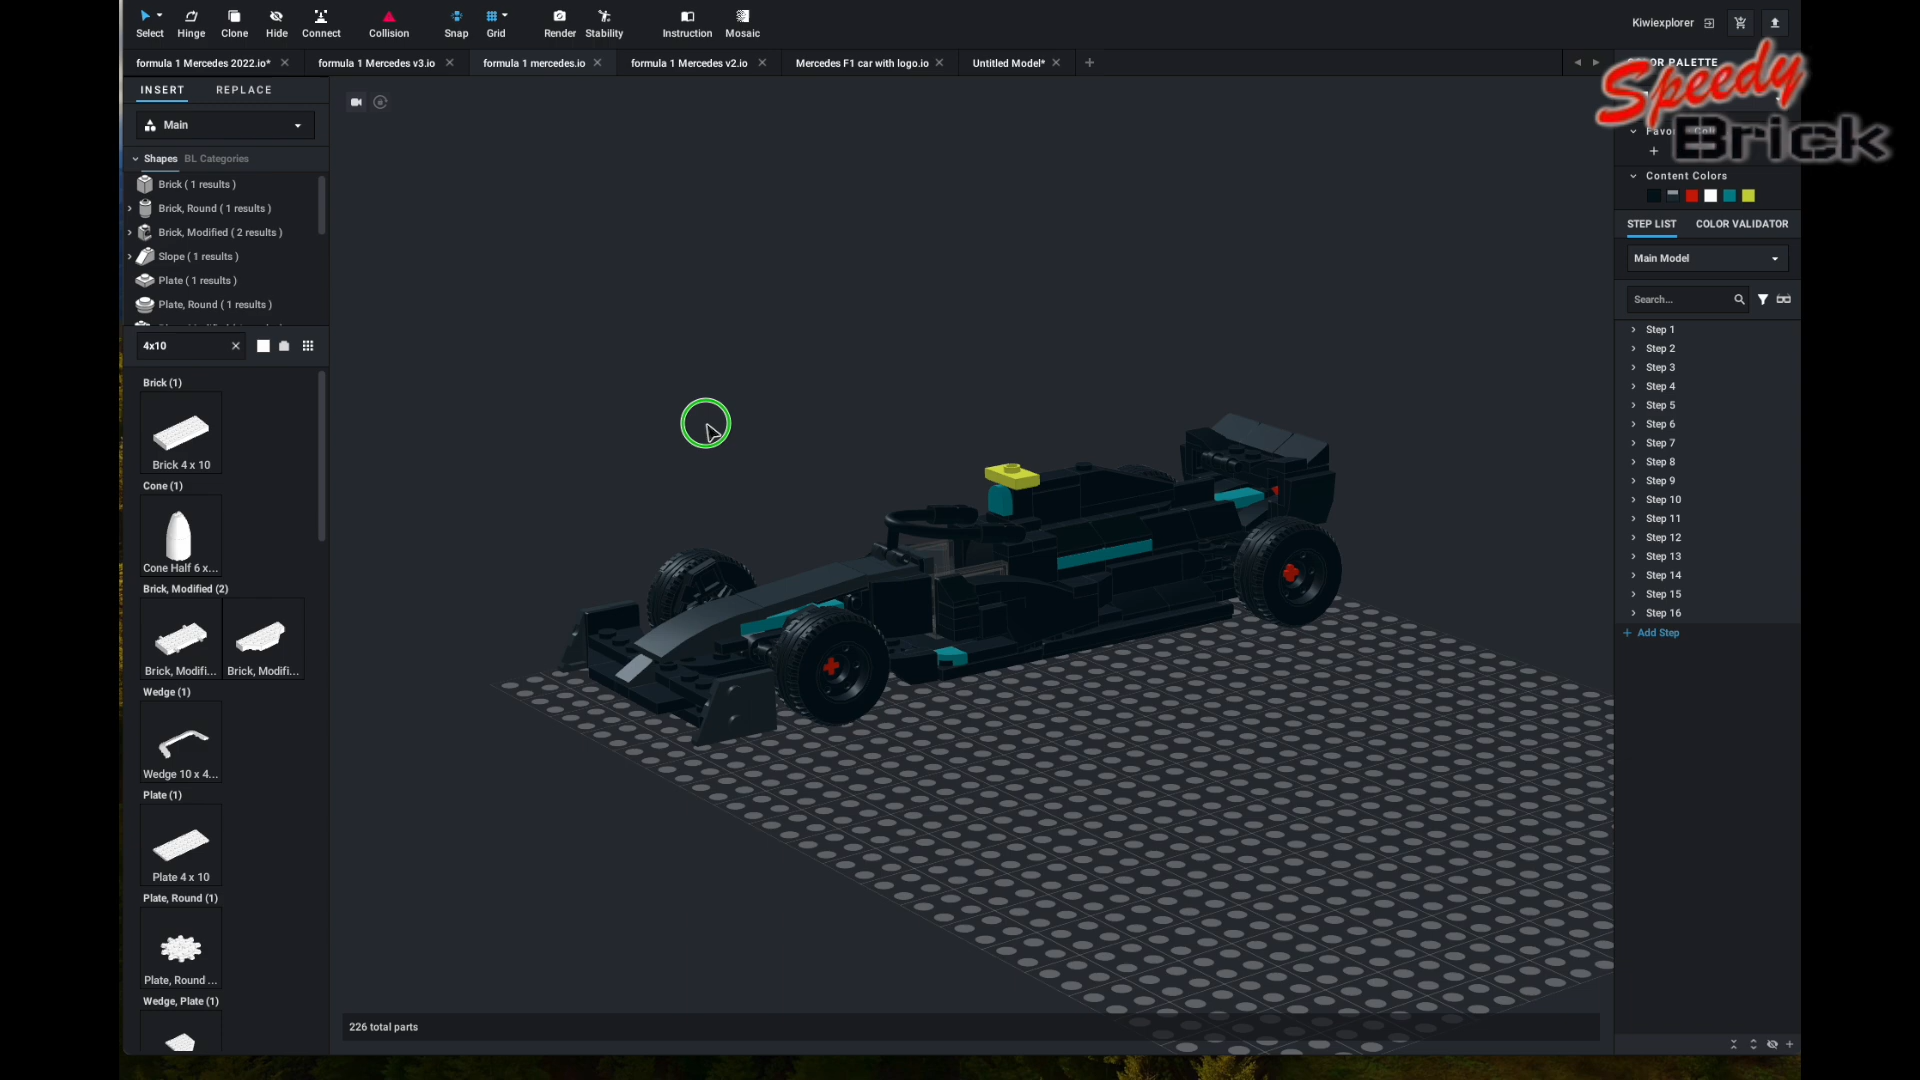 Select
Hinge
Clone
Hide
Connect
Collision
Snap
Grid
Render
Stability
Instruction
Mosaic
Kiwiexplorer
formula 1 Mercedes 2022.io*
formula 1 Mercedes v3.io
formula 1 mercedes.io
formula 1 Mercedes v2.io
Mercedes F1 car with logo.io
Untitled Model*
Speedy
Brick
INSERT
REPLACE
Main
Shapes
BL Categories
Brick ( 1 results )
Brick, Round ( 1 results )
Brick, Modified ( 2 results )
Slope ( 1 results )
Plate ( 1 results )
Plate, Round ( 1 results )
4x10
Brick (1)
Brick 4 x 10
Cone (1)
Cone Half 6 x...
Brick, Modified (2)
Brick, Modifi...
Brick, Modifi...
Wedge (1)
Wedge 10 x 4...
Plate (1)
Plate 4 x 10
Plate, Round (1)
Plate, Round ...
Wedge, Plate (1)
226 total parts
Content Colors
STEP LIST
COLOR VALIDATOR
Main Model
Search...
Step 1
Step 2
Step 3
Step 4
Step 5
Step 6
Step 7
Step 8
Step 9
Step 10
Step 11
Step 12
Step 13
Step 14
Step 15
Step 16
+ Add Step